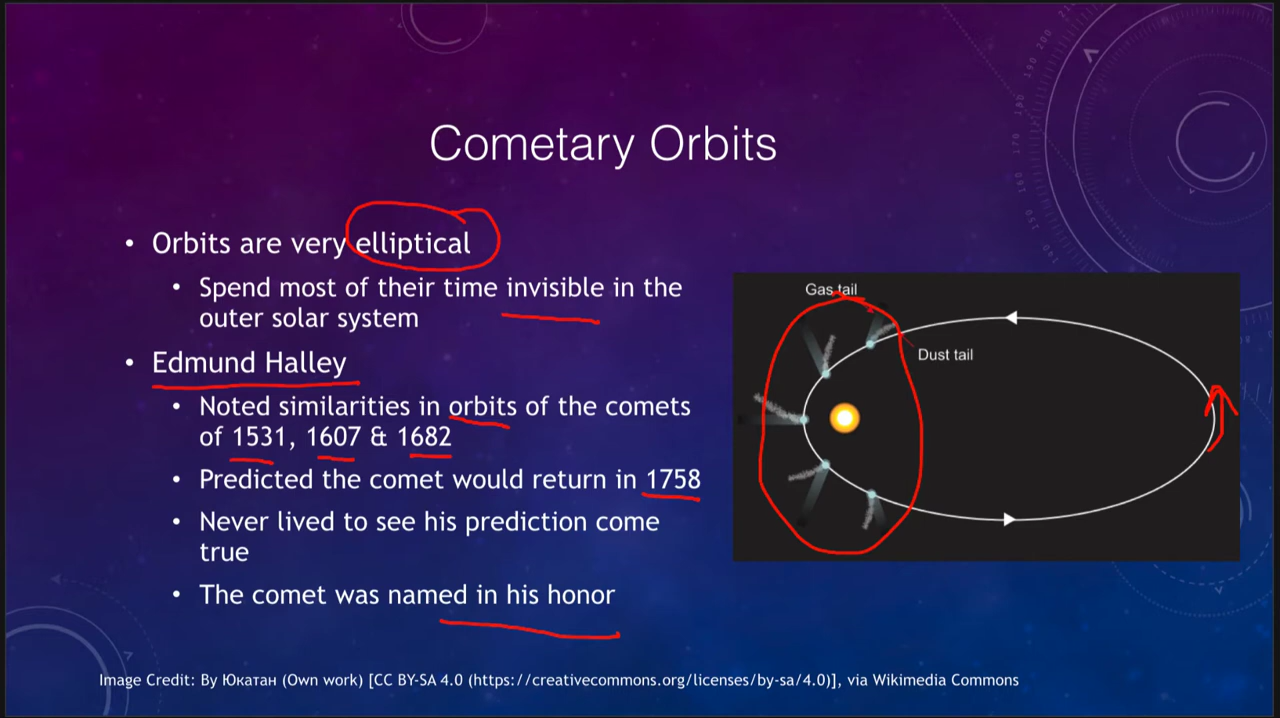 Cometary Orbits
• Orbits are very elliptical
• Spend most of their time invisible in the
outer solar system
• Edmund Halley
• Noted similarities in orbits of the comets
of 1531, 1607 & 1682
• Predicted the comet would return in 1758
• Never lived to see his prediction come
true
• The comet was named in his honor
Gas tail
Dust tail
Image Credit: By Юкатан (Own work) [CC BY-SA 4.0 (https://creativecommons.org/licenses/by-sa/4.0)], via Wikimedia Commons